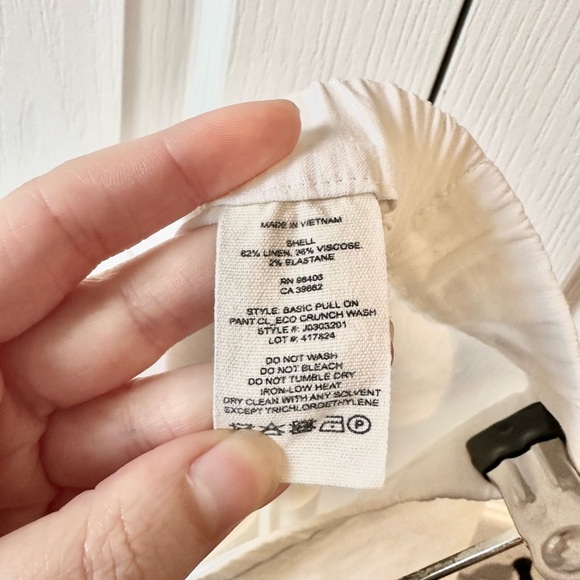 MADE IN VIETNAM
SHELL
62% LINEN, 36% VISCOSE,
2% ELASTANE
RN 96406
CA 39662
STYLE: BASIC PULL ON
PANT CL_ECO CRUNCH WASH
STYLE #: J0303201
LOT #: 417824
DO NOT WASH
DO NOT BLEACH
DO NOT TUMBLE DRY
IRON-LOW HEAT
DRY CLEAN WITH ANY SOLVENT
EXCEPT TRICHLOROETHYLENE
P